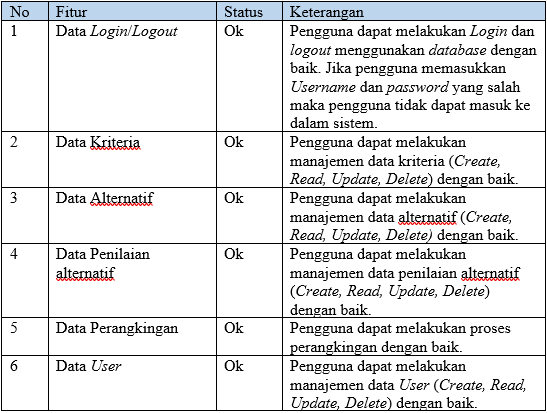 No Fitur Status Keterangan
1 Data Login/Logout Ok Pengguna dapat melakukan Login dan
logout menggunakan database dengan
baik. Jika pengguna memasukkan
Username dan password yang salah
maka pengguna tidak dapat masuk ke
dalam sistem.
2 Data Kriteria Ok Pengguna dapat melakukan
manajemen data kriteria (Create,
Read, Update, Delete) dengan baik.
3 Data Alternatif Ok Pengguna dapat melakukan
manajemen data alternatif (Create,
Read, Update, Delete) dengan baik.
4 Data Penilaian Ok Pengguna dapat melakukan
alternatif manajemen data penilaian alternatif
(Create, Read, Update, Delete)
dengan baik.
5 Data Perangkingan Ok Pengguna dapat melakukan proses
perangkingan dengan baik.
6 Data User Ok Pengguna dapat melakukan
manajemen data User (Create, Read,
Update, Delete) dengan baik.